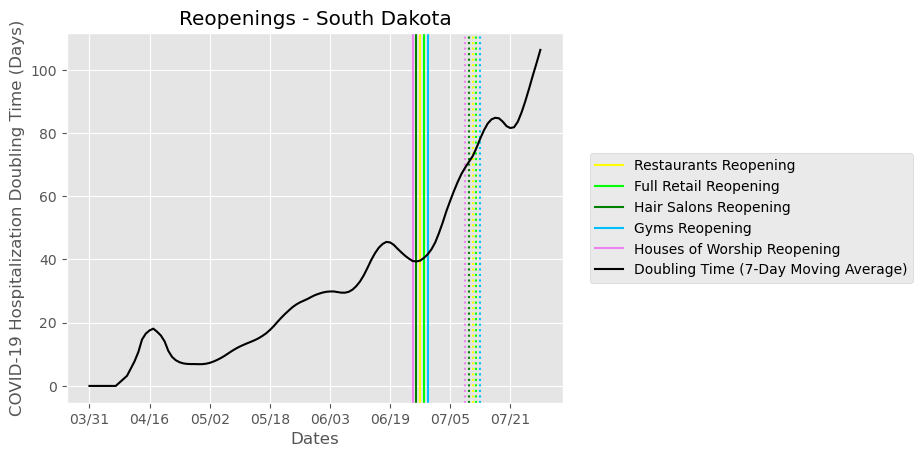 Reopenings - South Dakota
COVID-19 Hospitalization Doubling Time (Days)
100
80
60
40
20
0
03/31 04/16 05/02 05/18 06/03 06/19 07/05 07/21
Dates
Restaurants Reopening
Full Retail Reopening
Hair Salons Reopening
Gyms Reopening
Houses of Worship Reopening
Doubling Time (7-Day Moving Average)